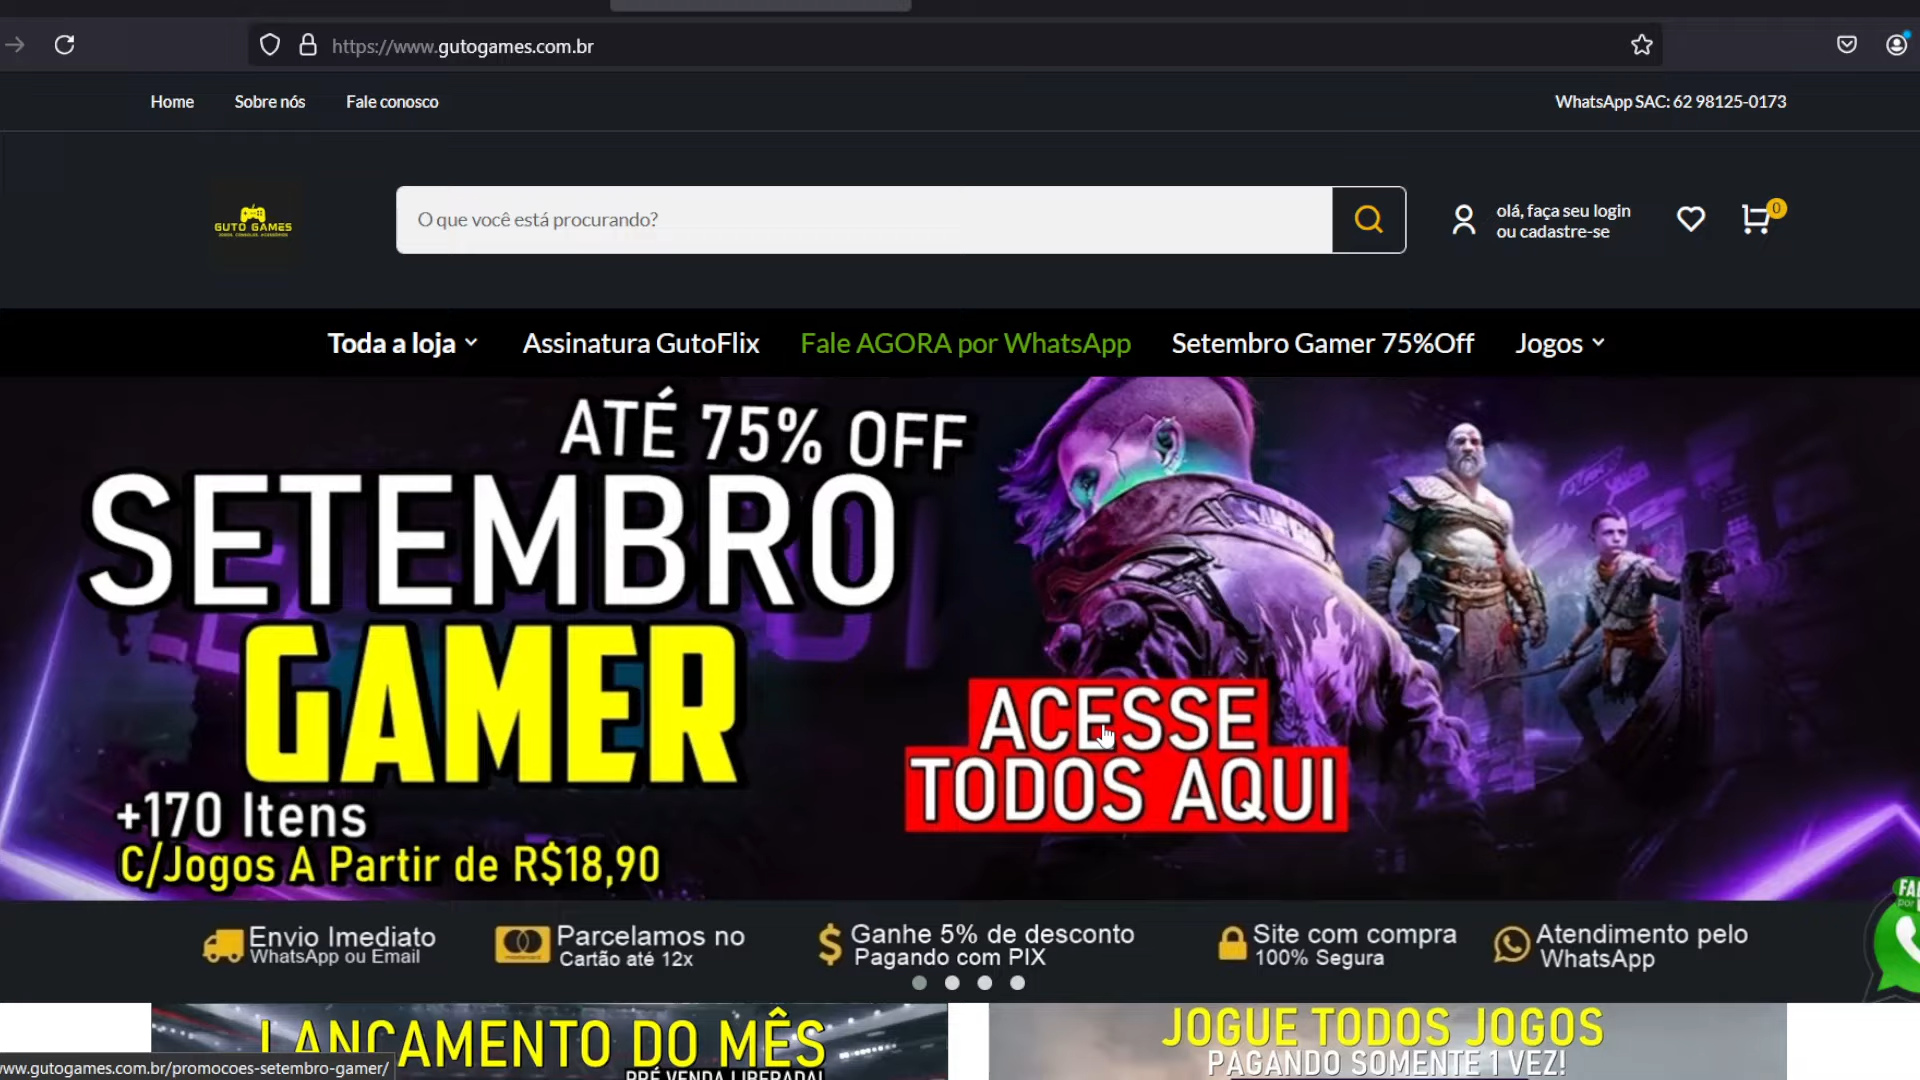 https://www.gutogames.com.br
Home
Sobre nós
Fale conosco
WhatsApp SAC: 62 98125-0173
GUTO GAMES
O que você está procurando?
olá, faça seu login
ou cadastre-se
0
Toda a loja
Assinatura GutoFlix
Fale AGORA por WhatsApp
Setembro Gamer 75%Off
Jogos
ATÉ 75% OFF
SETEMBRO
GAMER
+170 Itens
C/Jogos A Partir de R$18,90
ACESSE
TODOS AQUI
Envio Imediato
WhatsApp ou Email
Parcelamos no
Cartão até 12x
Ganhe 5% de desconto
Pagando com PIX
Site com compra
100% Segura
Atendimento pelo
WhatsApp
LANCAMENTO DO MÊS
PRÉ VENDA LIBERADA!
JOGUE TODOS JOGOS
PAGANDO SOMENTE 1 VEZ!
www.gutogames.com.br/promocoes-setembro-gamer/